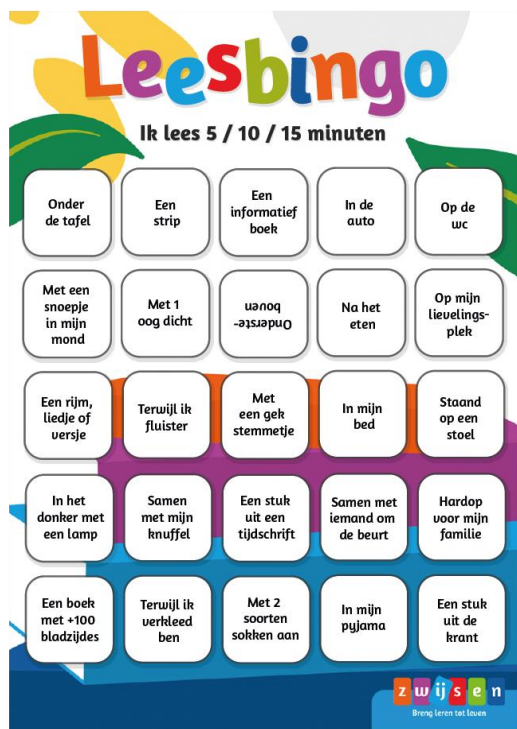 Leesbingo
Ik lees 5 / 10 / 15 minuten
Onder
de tafel
Een
strip
Een
informatief
boek
In de
auto
Op de
wc
Met een
snoepje
in mijn
mond
Met 1
oog dicht
Onderste-
boven
Na het
eten
Op mijn
lievelings-
plek
Een rijm,
liedje of
versje
Terwijl ik
fluister
Met
een gek
stemmetje
In mijn
bed
Staand
op een
stoel
In het
donker met
een lamp
Samen
met mijn
knuffel
Een stuk
uit een
tijdschrift
Samen met
iemand om
de beurt
Hardop
voor mijn
familie
Een boek
met +100
bladzijdes
Terwijl ik
verkleed
ben
Met 2
soorten
sokken aan
In mijn
pyjama
Een stuk
uit de
krant
zwijsen
Breng leren tot leven